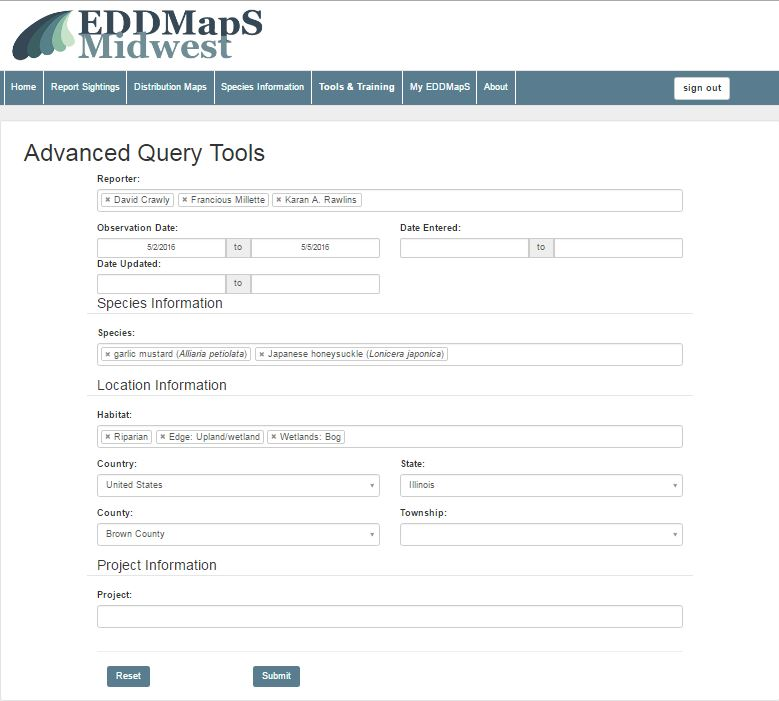 EDDMapS
Midwest
Home Report Sightings Distribution Maps Species Information Tools & Training My EDDMapS About sign out
Advanced Query Tools
Reporter:
× David Crawly × Francious Millette × Karan A. Rawlins
Observation Date: Date Entered:
5/2/2016 to 5/5/2016 to
Date Updated:
to
Species Information
Species:
× garlic mustard (Alliaria petiolata) × Japanese honeysuckle (Lonicera japonica)
Location Information
Habitat:
× Riparian × Edge: Upland/wetland × Wetlands: Bog
Country: State:
United States Illinois
County: Township:
Brown County
Project Information
Project:
Reset Submit